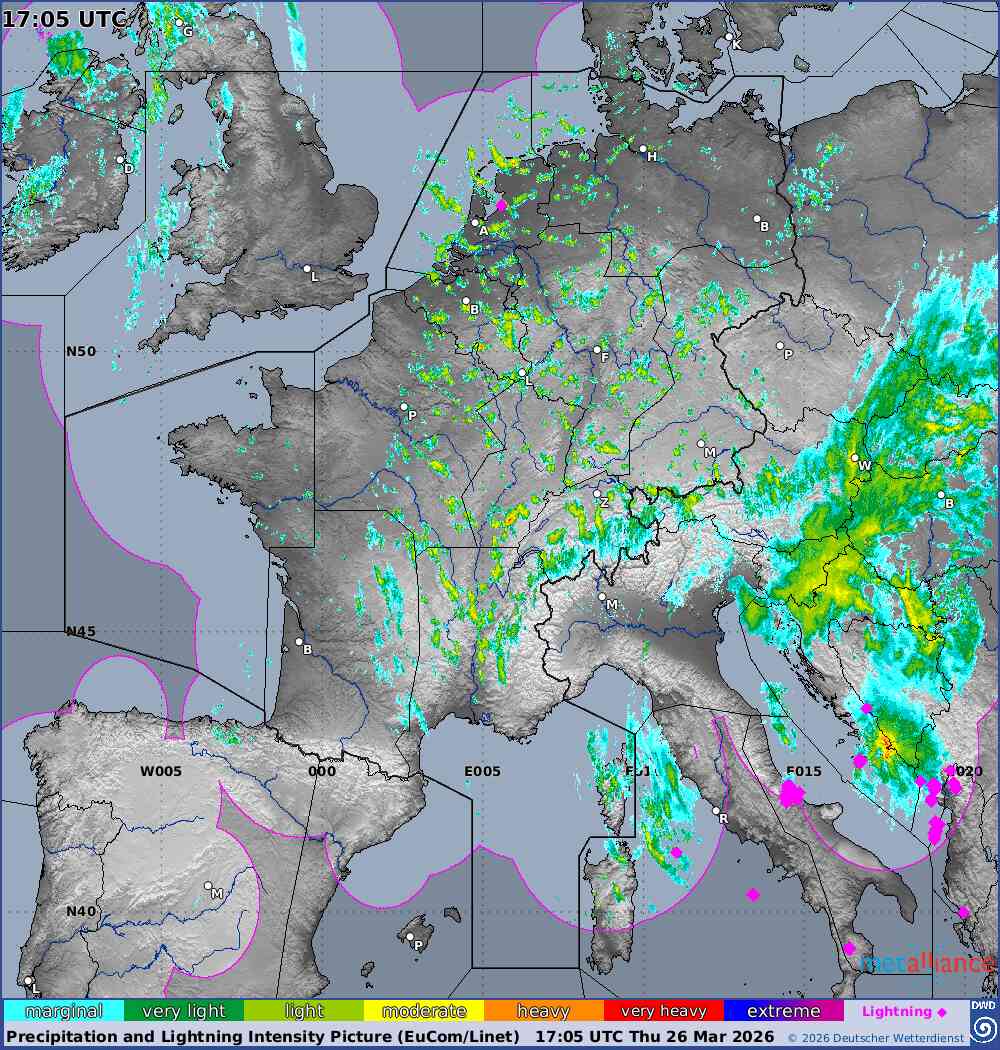 17:05 UTC
G
K
D
H
A
B
L
B
N50
F
P
L
P
M
W
Z
B
M
N45
B
W005
000
E005
E01
E015
020
R
M
N40
P
L
metalliance
marginal very light light moderate heavy very heavy extreme Lightning
DWD
Precipitation and Lightning Intensity Picture (EuCom/Linet) 17:05 UTC Thu 26 Mar 2026 © 2026 Deutscher Wetterdienst